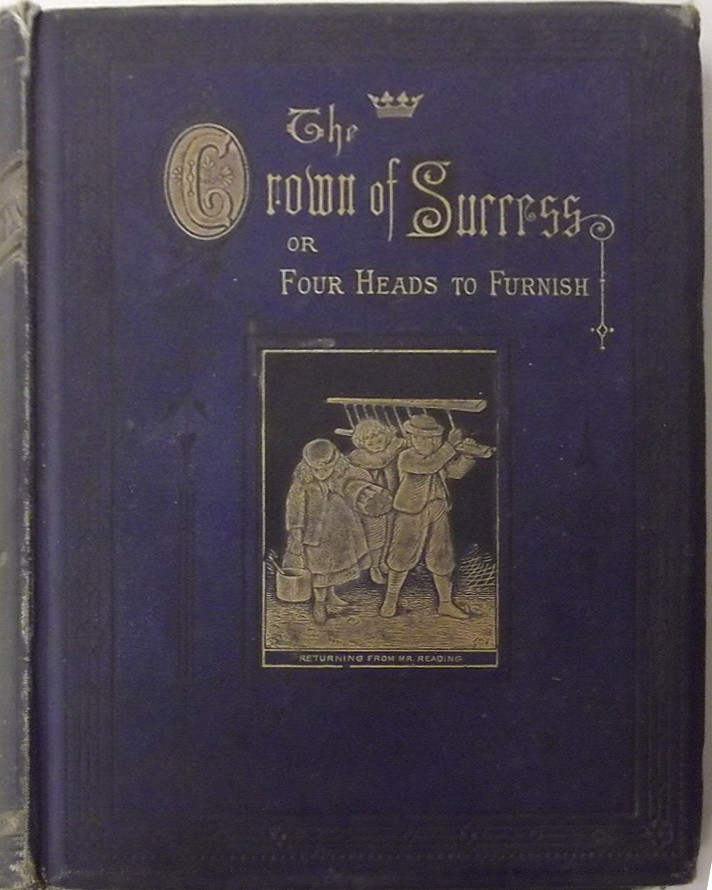 The
Crown of Success
OR
FOUR HEADS TO FURNISH
RETURNING FROM MR. READING